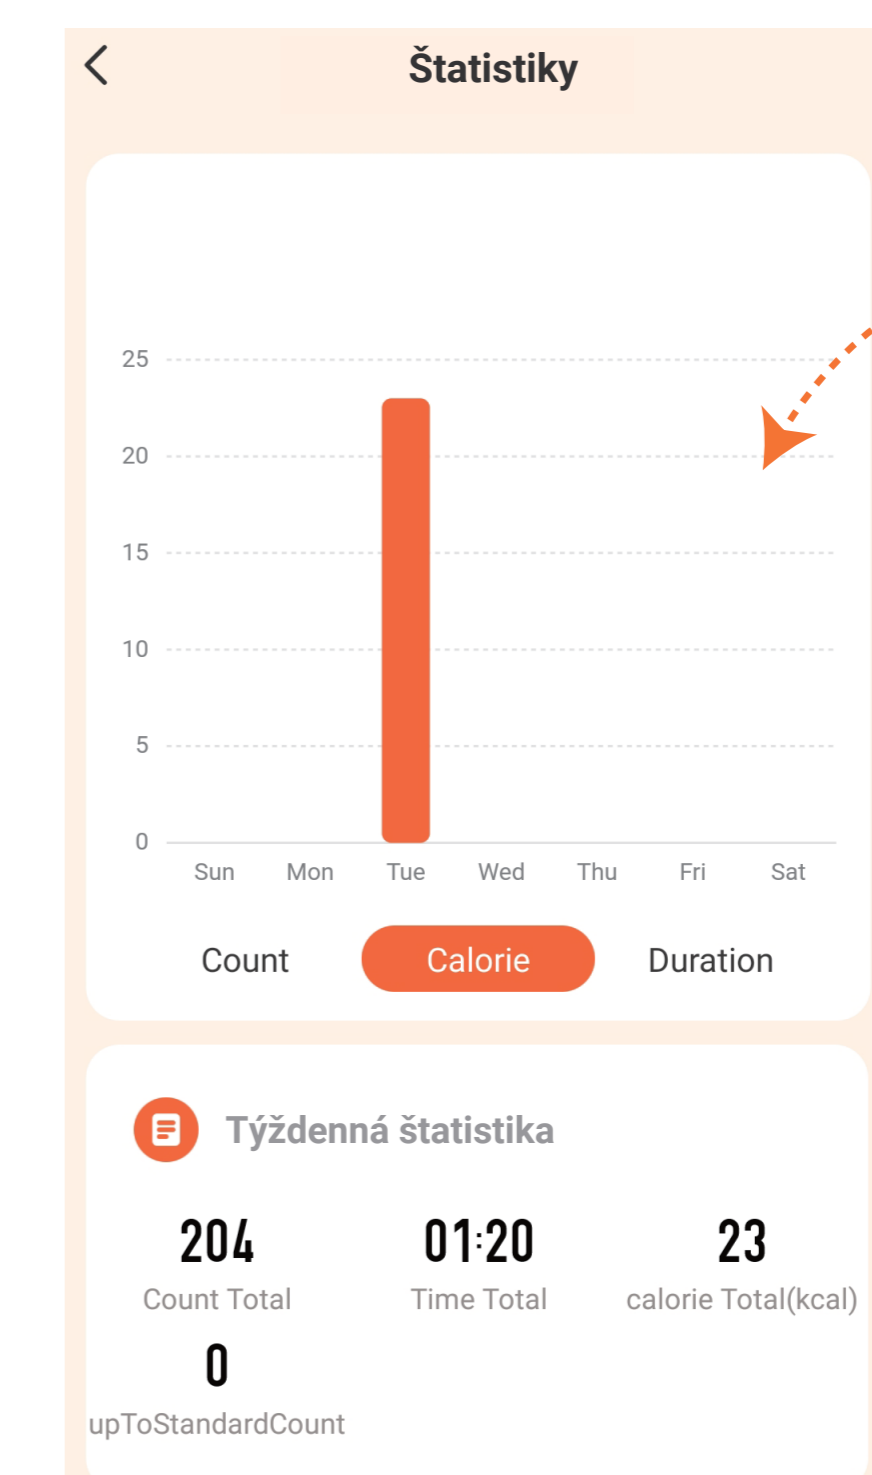 Štatistiky
25
20
15
10
5
0
Sun Mon Tue Wed Thu Fri Sat
Count Calorie Duration
Týždenná štatistika
204 01:20 23
Count Total Time Total calorie Total(kcal)
0
upToStandardCount